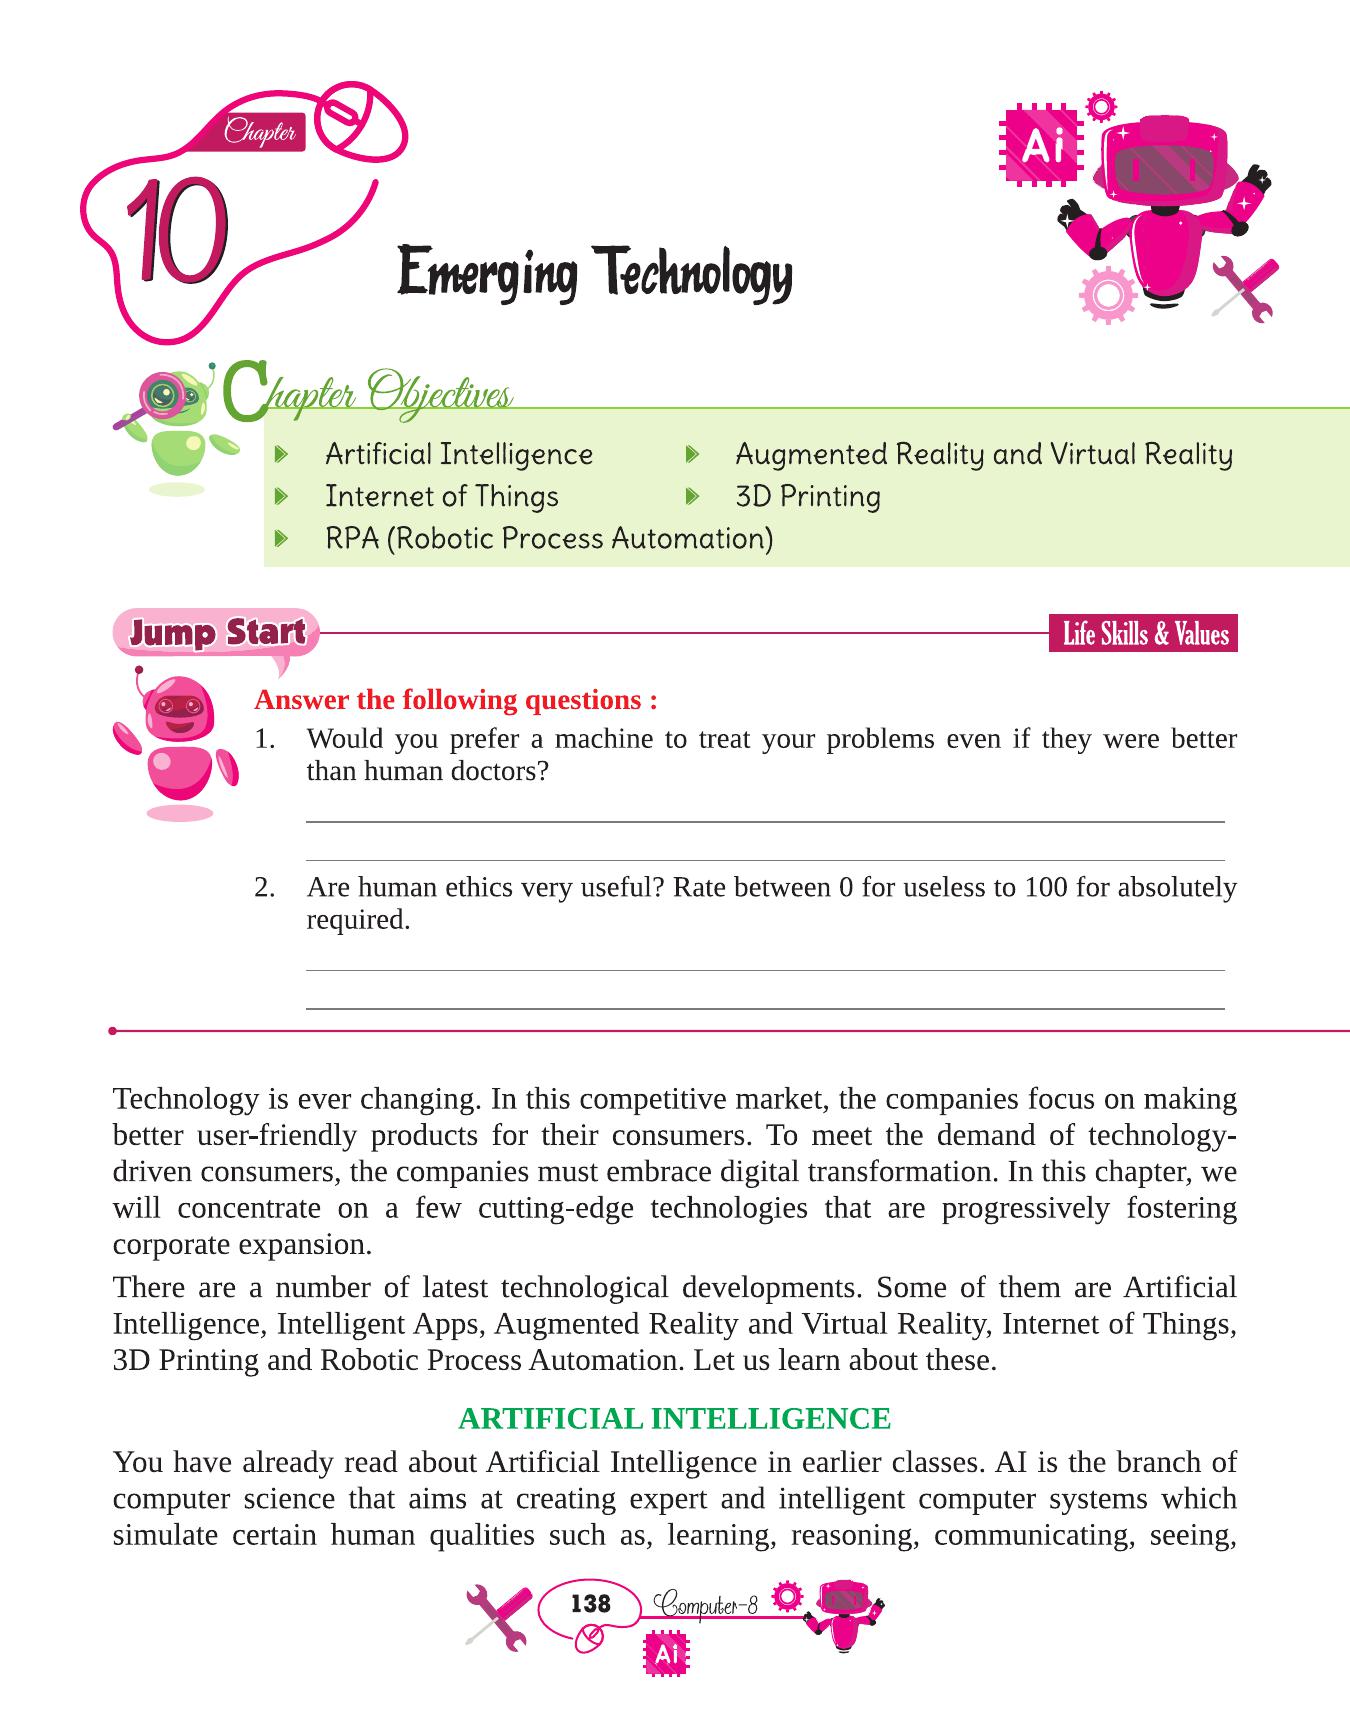 Chapter
10
Ai
Emerging Technology
Chapter Objectives
Artificial Intelligence
Augmented Reality and Virtual Reality
Internet of Things
3D Printing
RPA (Robotic Process Automation)
Jump Start
Life Skills & Values
Answer the following questions :
1. Would you prefer a machine to treat your problems even if they were better
than human doctors?
2. Are human ethics very useful? Rate between 0 for useless to 100 for absolutely
required.
Technology is ever changing. In this competitive market, the companies focus on making
better user-friendly products for their consumers. To meet the demand of technology-
driven consumers, the companies must embrace digital transformation. In this chapter, we
will concentrate on a few cutting-edge technologies that are progressively fostering
corporate expansion.
There are a number of latest technological developments. Some of them are Artificial
Intelligence, Intelligent Apps, Augmented Reality and Virtual Reality, Internet of Things,
3D Printing and Robotic Process Automation. Let us learn about these.
ARTIFICIAL INTELLIGENCE
You have already read about Artificial Intelligence in earlier classes. AI is the branch of
computer science that aims at creating expert and intelligent computer systems which
simulate certain human qualities such as, learning, reasoning, communicating, seeing,
138
Computer-8
Ai